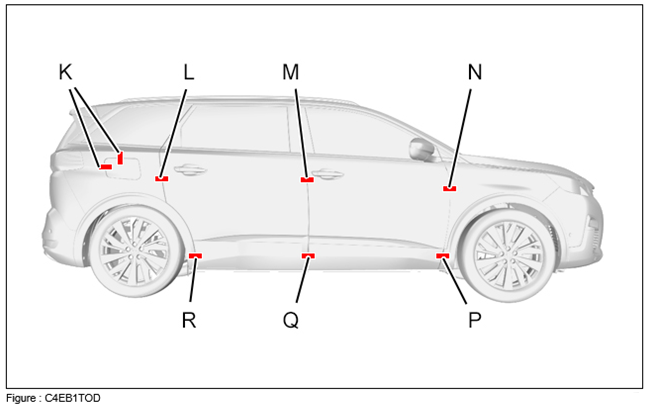 K L M N
R Q P
Figure : C4EB1TOD